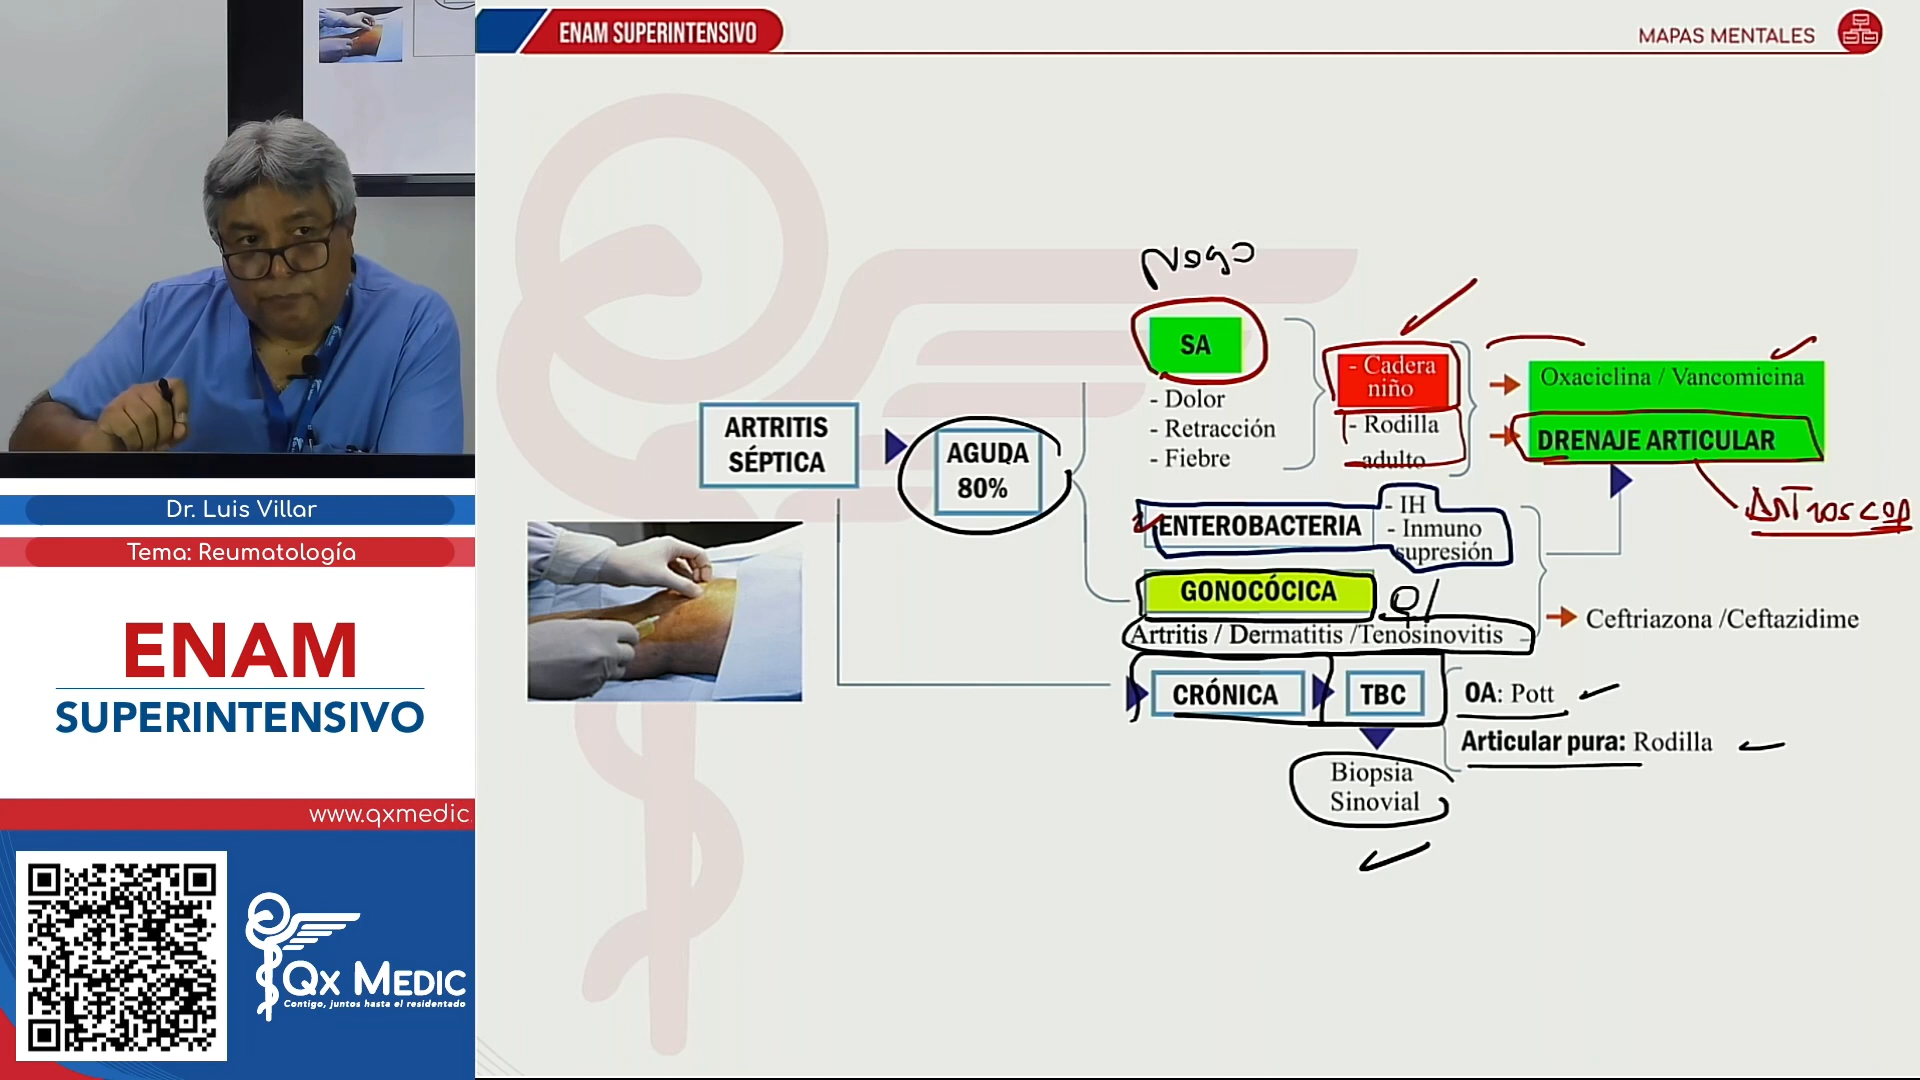 ENAM SUPERINTENSIVO
MAPAS MENTALES
SA
- Dolor
- Retracción
- Fiebre
- Cadera
niño
- Rodilla
adulto
Oxaciclina / Vancomicina
DRENAJE ARTICULAR
ARTRITIS
SÉPTICA
AGUDA
80%
ENTEROBACTERIA
- IH
- Inmuno
supresión
GONOCÓCICA
Artritis / Dermatitis /Tenosinovitis
Ceftriazona /Ceftazidime
CRÓNICA
TBC
OA: Pott
Articular pura: Rodilla
Biopsia
Sinovial
Dr. Luis Villar
Tema: Reumatología
ENAM
SUPERINTENSIVO
www.qxmedic
QX MEDIC
Contigo, juntos hasta el residentado